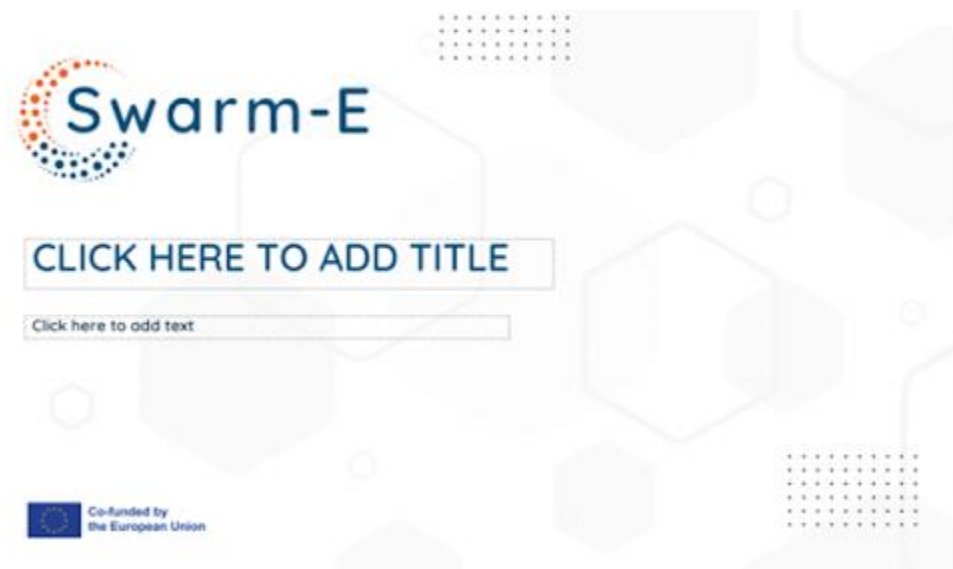 Swarm-E
CLICK HERE TO ADD TITLE
Click here to add text
Co-funded by
the European Union